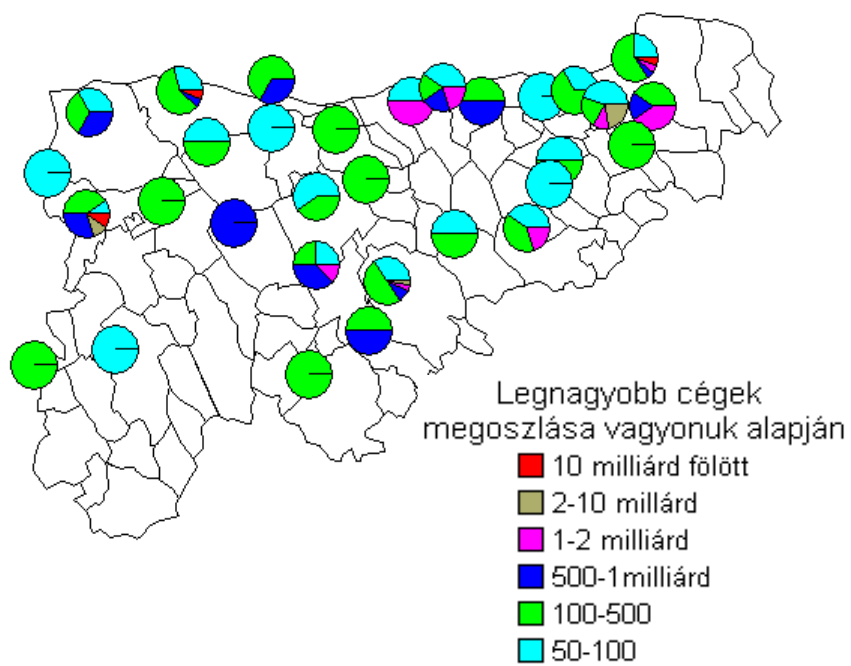 Legnagyobb cégek
megoszlása vagyonuk alapján
10 milliárd fölött
2-10 millárd
1-2 milliárd
500-1milliárd
100-500
50-100